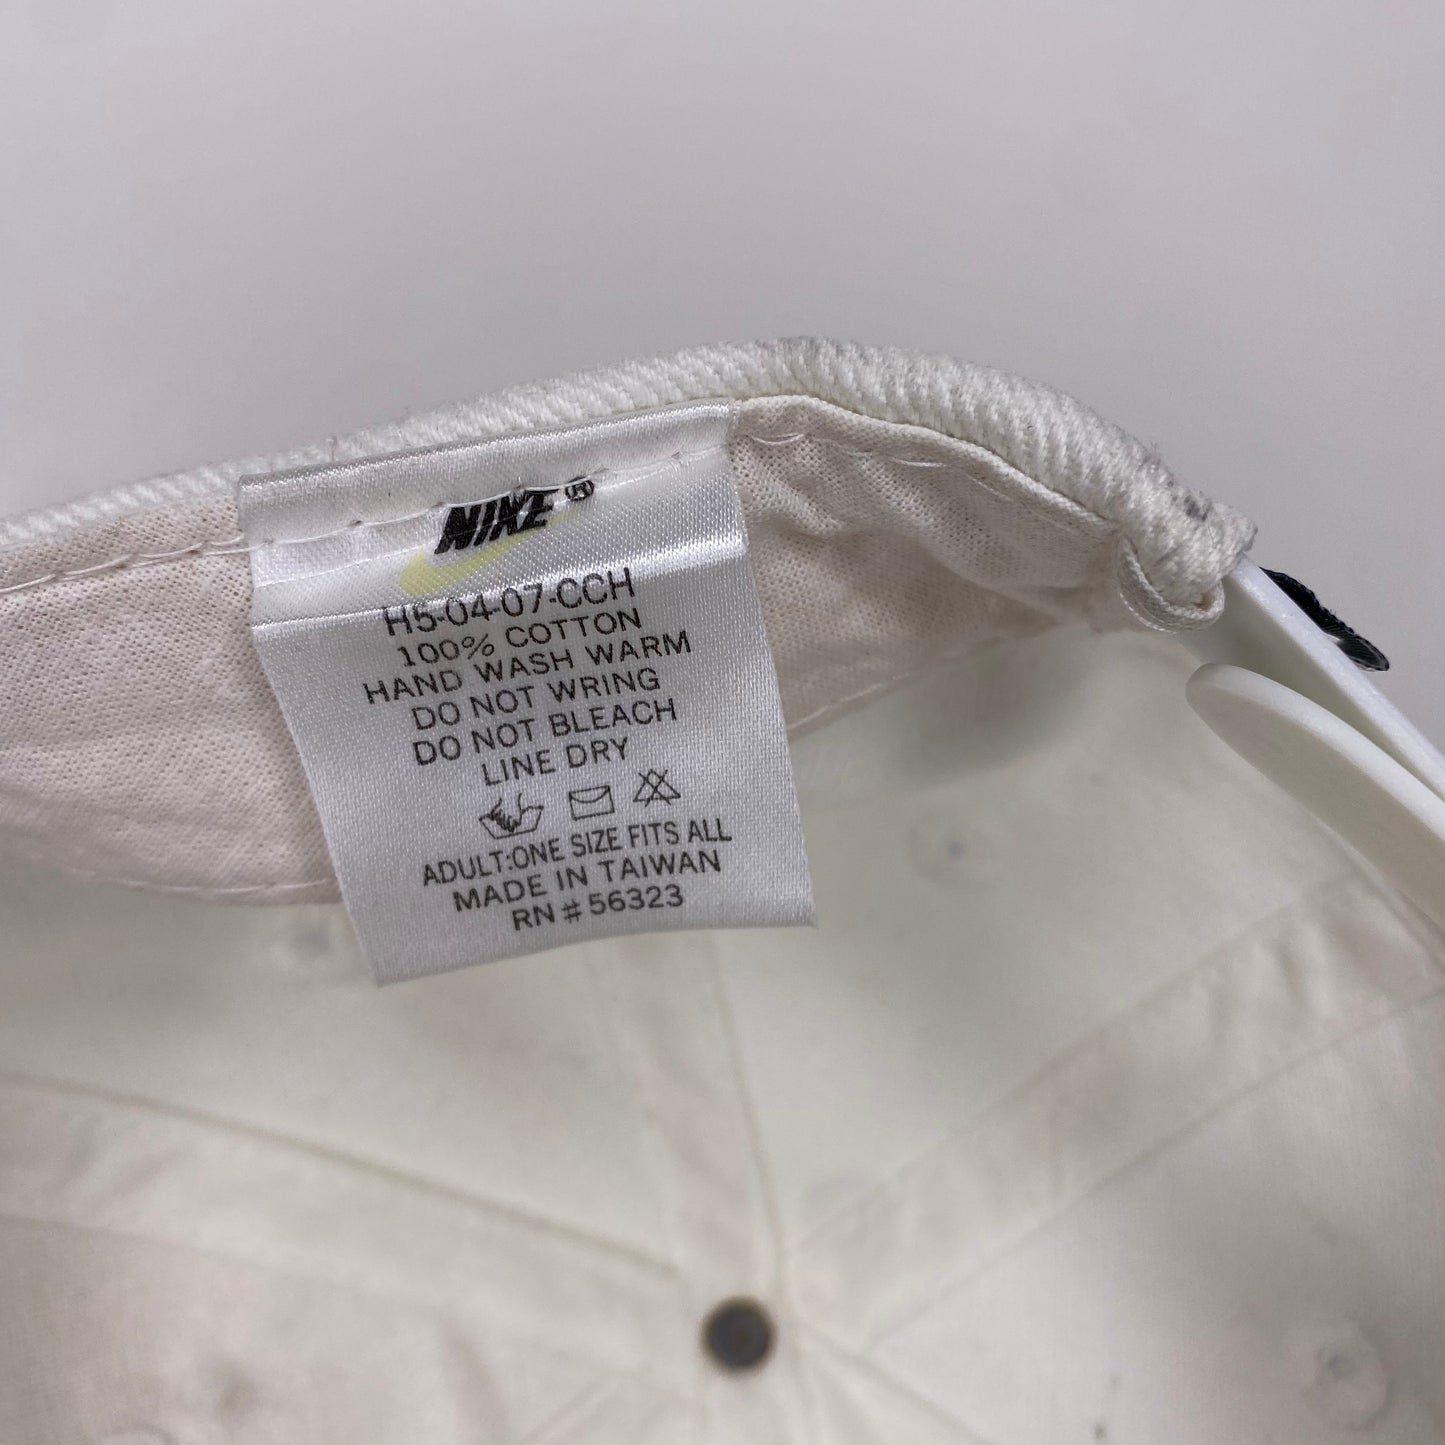 NIKE®
H5-04-07-CCH
100% COTTON
HAND WASH WARM
DO NOT WRING
DO NOT BLEACH
LINE DRY
ADULT:ONE SIZE FITS ALL
MADE IN TAIWAN
RN#56323